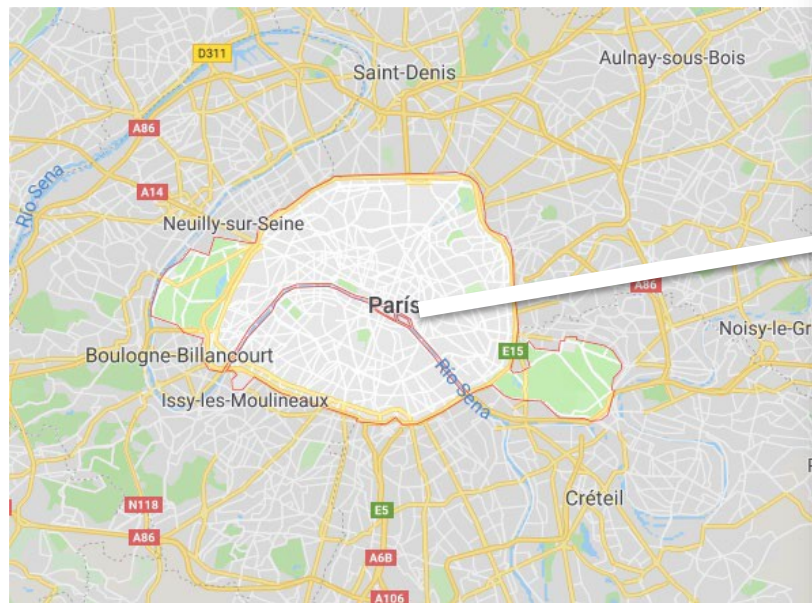 D311
Saint-Denis
Aulnay-sous-Bois
A86
A14
Río Sena
Neuilly-sur-Seine
París
A86
Noisy-le-Gr
Boulogne-Billancourt
E15
Río Sena
Issy-les-Moulineaux
Créteil
N118
E5
A86
A6B
A106